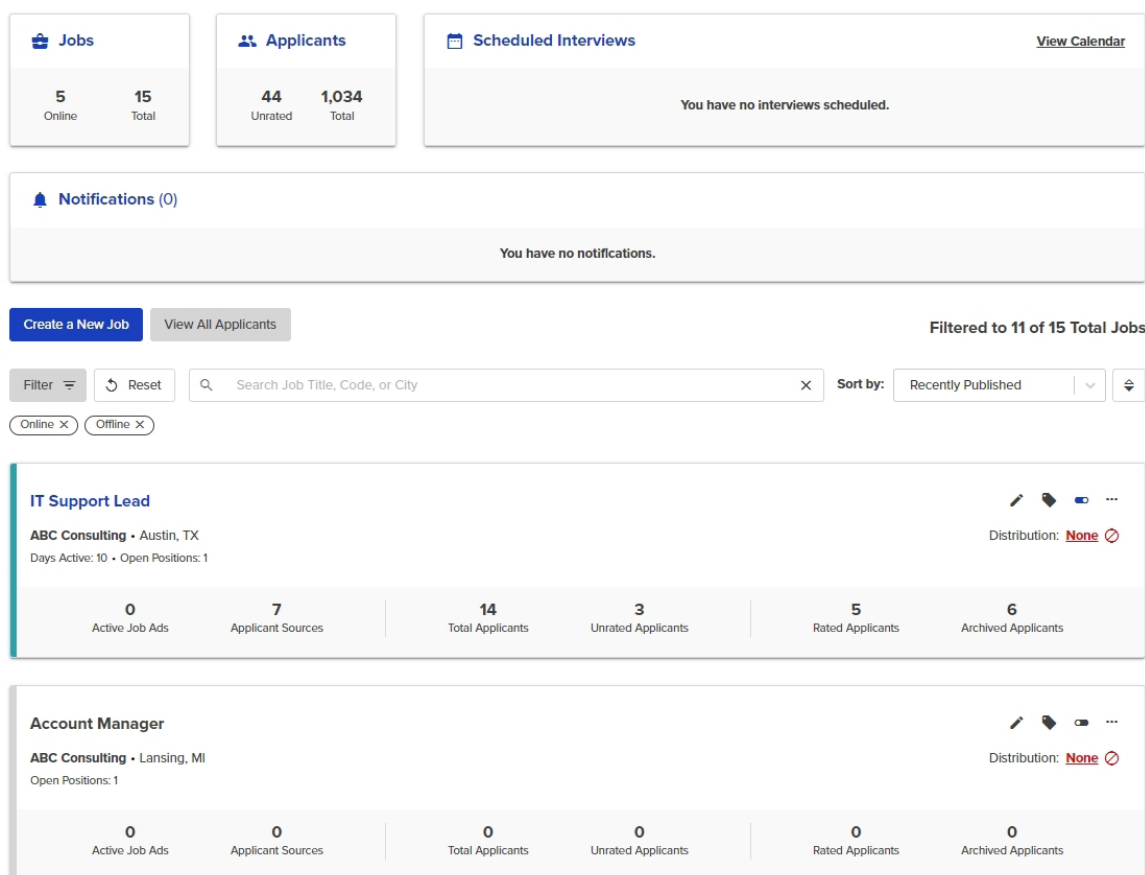 Jobs
5 15
Online Total
Applicants
44 1,034
Unrated Total
Scheduled Interviews View Calendar
You have no interviews scheduled.
Notifications (0)
You have no notifications.
Create a New Job View All Applicants Filtered to 11 of 15 Total Jobs
Filter Reset Search Job Title, Code, or City Sort by: Recently Published
Online Offline
IT Support Lead
ABC Consulting • Austin, TX Distribution: None
Days Active: 10 • Open Positions: 1
0 7 14 3 5 6
Active Job Ads Applicant Sources Total Applicants Unrated Applicants Rated Applicants Archived Applicants
Account Manager
ABC Consulting • Lansing, MI Distribution: None
Open Positions: 1
0 0 0 0 0 0
Active Job Ads Applicant Sources Total Applicants Unrated Applicants Rated Applicants Archived Applicants